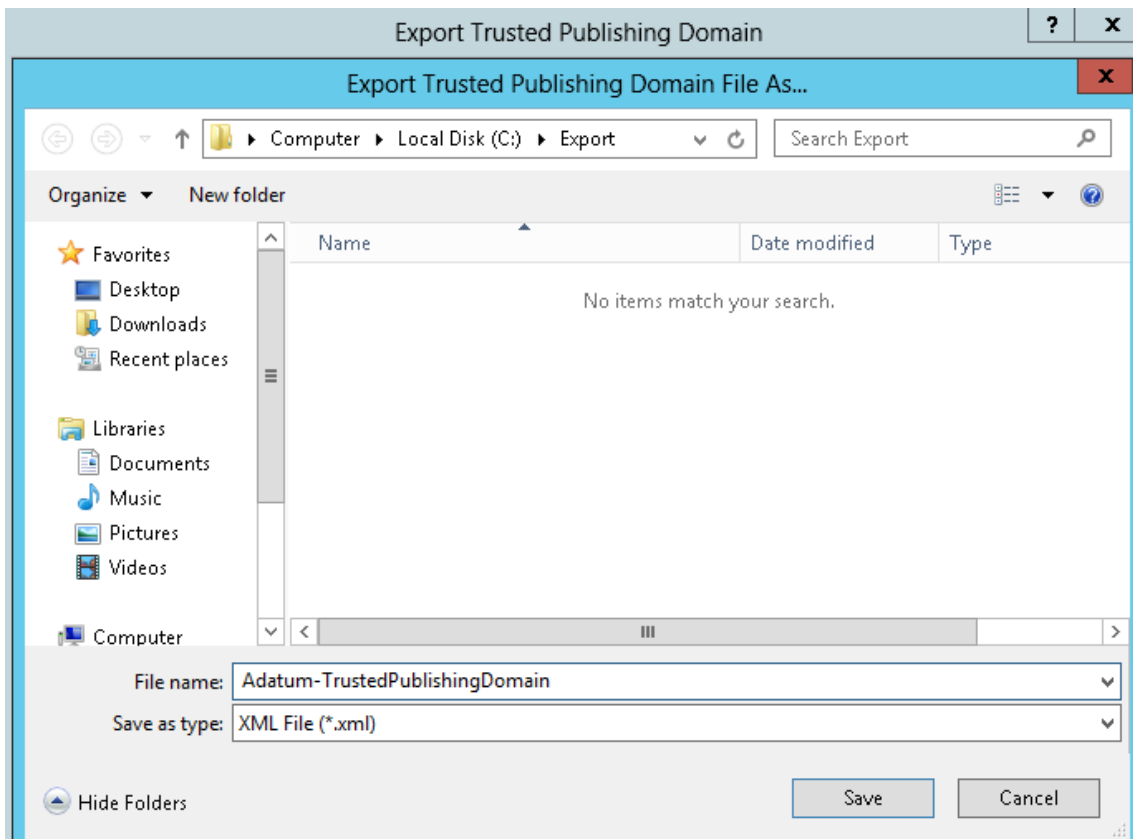 Export Trusted Publishing Domain
? x
Export Trusted Publishing Domain File As...
x
Computer Local Disk (C:) Export
Search Export
Organize New folder
Name Date modified Type
Favorites
No items match your search.
Desktop
Downloads
Recent places
Libraries
Documents
Music
Pictures
Videos
Computer
File name: Adatum-TrustedPublishingDomain
Save as type: XML File (*.xml)
Hide Folders
Save Cancel